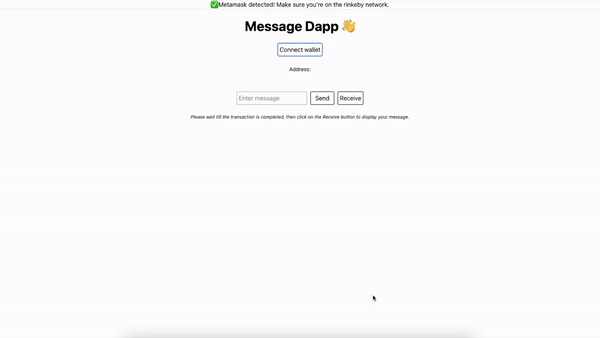 ✅Metamask detected! Make sure you're on the rinkeby network.
Message Dapp 👋
Connect wallet
Address:
Enter message Send Receive
Please wait till the transaction is completed, then click on the Receive button to display your message.